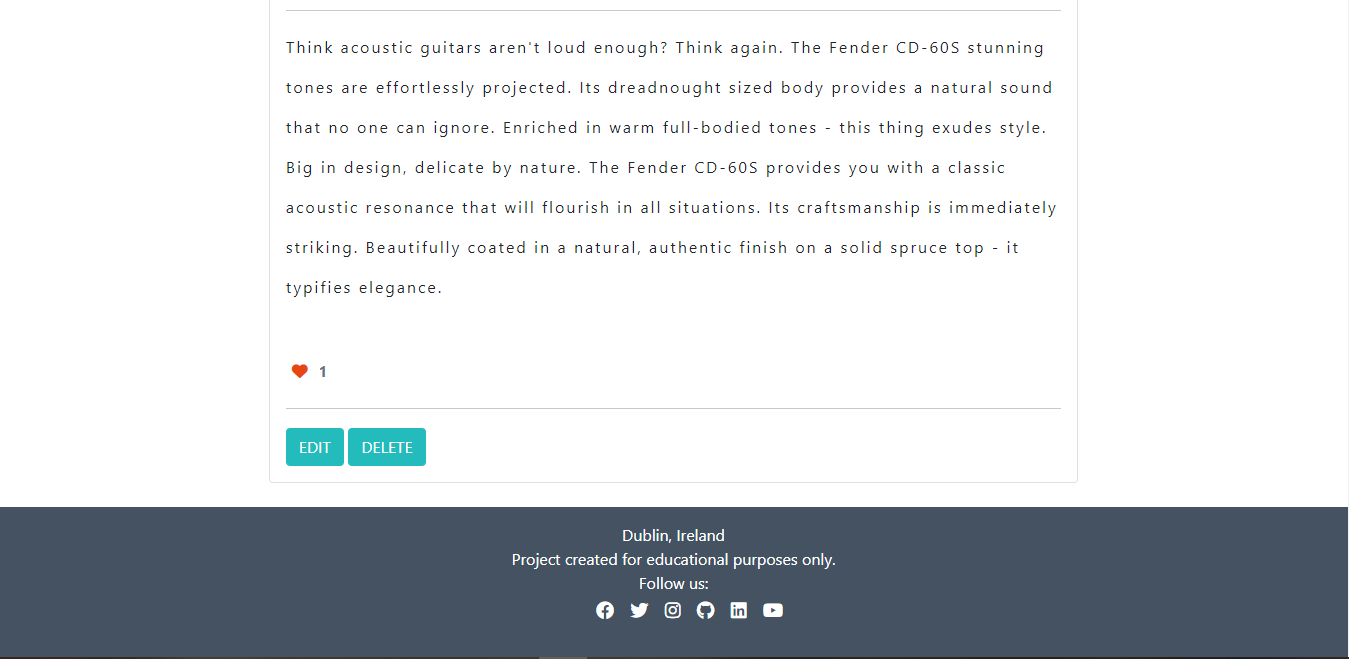 Think acoustic guitars aren't loud enough? Think again. The Fender CD-60S stunning
tones are effortlessly projected. Its dreadnought sized body provides a natural sound
that no one can ignore. Enriched in warm full-bodied tones - this thing exudes style.
Big in design, delicate by nature. The Fender CD-60S provides you with a classic
acoustic resonance that will flourish in all situations. Its craftsmanship is immediately
striking. Beautifully coated in a natural, authentic finish on a solid spruce top - it
typifies elegance.
1
EDIT DELETE
Dublin, Ireland
Project created for educational purposes only.
Follow us: